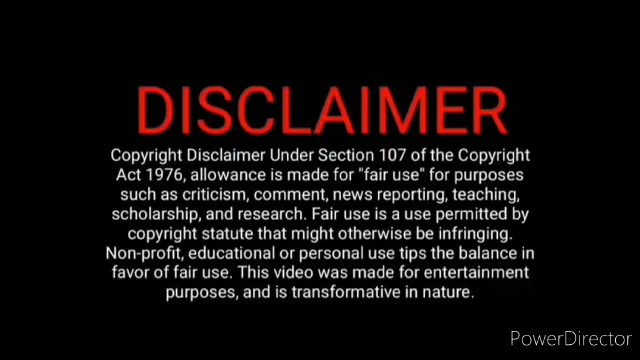 DISCLAIMER
Copyright Disclaimer Under Section 107 of the Copyright
Act 1976, allowance is made for "fair use" for purposes
such as criticism, comment, news reporting, teaching,
scholarship, and research. Fair use is a use permitted by
copyright statute that might otherwise be infringing.
Non-profit, educational or personal use tips the balance in
favor of fair use. This video was made for entertainment
purposes, and is transformative in nature.
PowerDirector